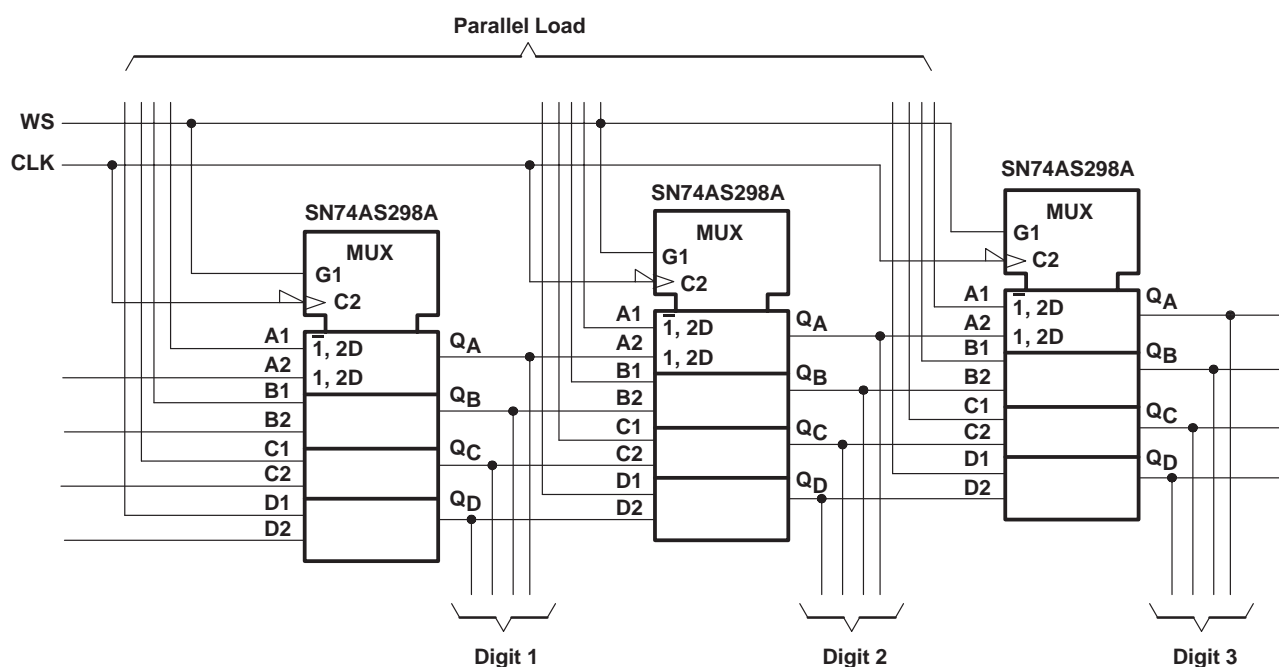 Parallel Load
WS
CLK
SN74AS298A
MUX
G1
C2
A1
A2
B1
B2
C1
C2
D1
D2
1̅, 2D
1, 2D
QA
QB
QC
QD
Digit 1
SN74AS298A
MUX
G1
C2
A1
A2
B1
B2
C1
C2
D1
D2
1̅, 2D
1, 2D
QA
QB
QC
QD
Digit 2
SN74AS298A
MUX
G1
C2
A1
A2
B1
B2
C1
C2
D1
D2
1̅, 2D
1, 2D
QA
QB
QC
QD
Digit 3